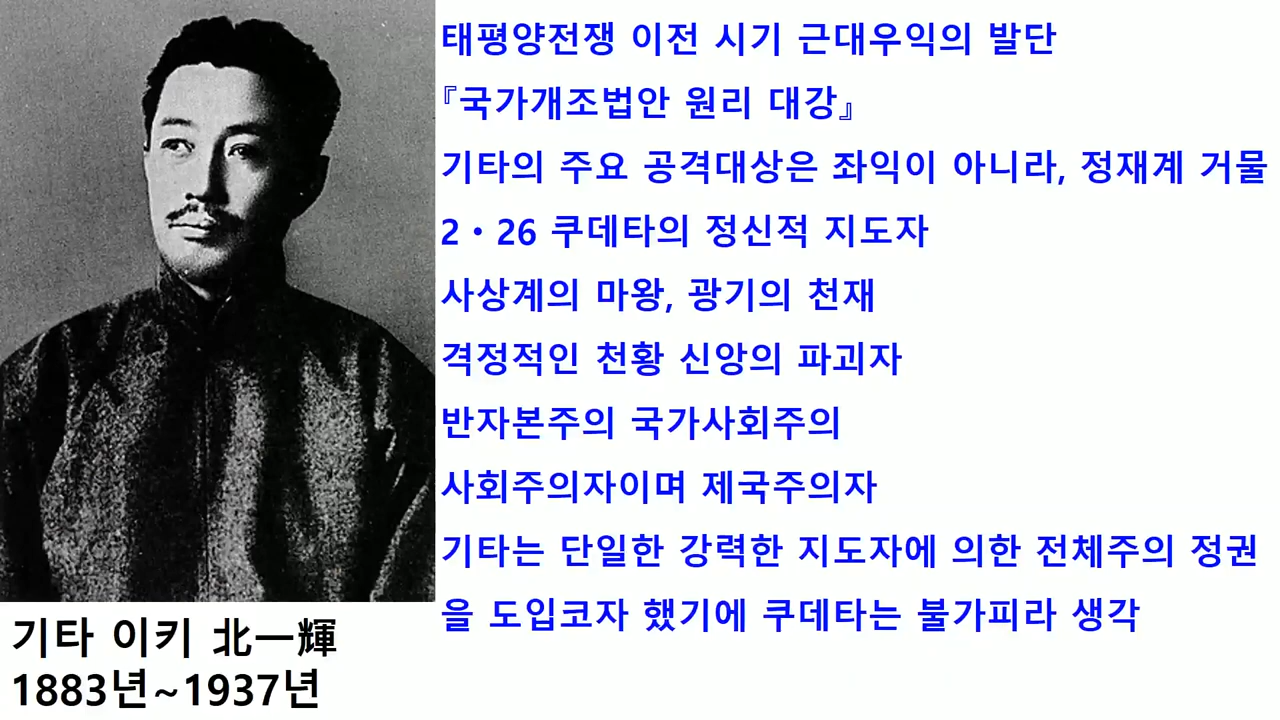 태평양전쟁 이전 시기 근대우익의 발단
『국가개조법안 원리 대강』
기타의 주요 공격대상은 좌익이 아니라, 정재계 거물
2・26 쿠데타의 정신적 지도자
사상계의 마왕, 광기의 천재
격정적인 천황 신앙의 파괴자
반자본주의 국가사회주의
사회주의자이며 제국주의자
기타는 단일한 강력한 지도자에 의한 전체주의 정권
을 도입코자 했기에 쿠데타는 불가피라 생각
기타 이키 北一輝
1883년~1937년